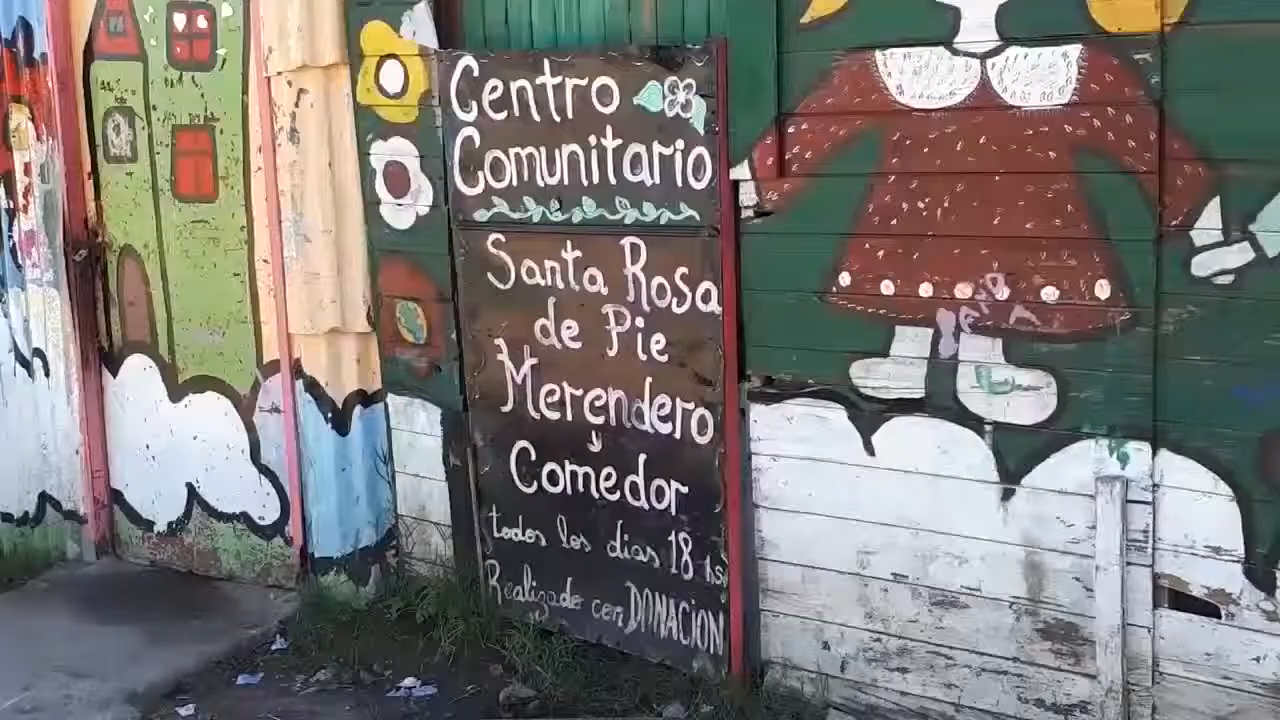 Centro
Comunitario
Santa Rosa
de Pie
Merendero
y
Comedor
todos los dias 18 hs
Realizado con DONACION